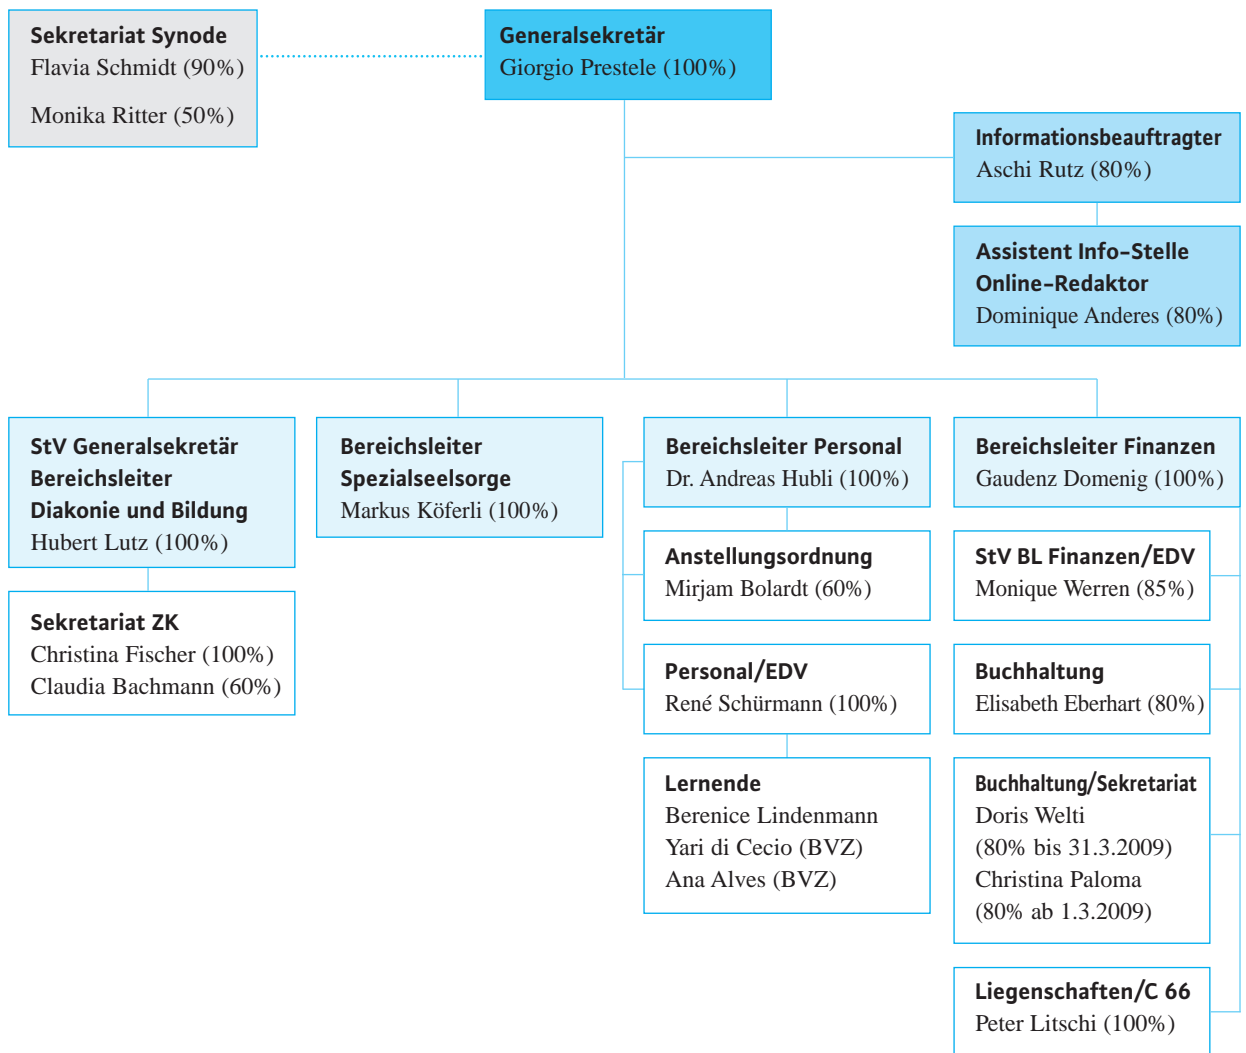 Sekretariat Synode
Flavia Schmidt (90%)
Monika Ritter (50%)
Generalsekretär
Giorgio Prestele (100%)
Informationsbeauftragter
Aschi Rutz (80%)
Assistent Info-Stelle
Online-Redaktor
Dominique Anderes (80%)
StV Generalsekretär
Bereichsleiter
Diakonie und Bildung
Hubert Lutz (100%)
Sekretariat ZK
Christina Fischer (100%)
Claudia Bachmann (60%)
Bereichsleiter
Spezialseelsorge
Markus Köferli (100%)
Bereichsleiter Personal
Dr. Andreas Hubli (100%)
Anstellungsordnung
Mirjam Bolardt (60%)
Personal/EDV
René Schürmann (100%)
Lernende
Berenice Lindenmann
Yari di Cecio (BVZ)
Ana Alves (BVZ)
Bereichsleiter Finanzen
Gaudenz Domenig (100%)
StV BL Finanzen/EDV
Monique Werren (85%)
Buchhaltung
Elisabeth Eberhart (80%)
Buchhaltung/Sekretariat
Doris Welti
(80% bis 31.3.2009)
Christina Paloma
(80% ab 1.3.2009)
Liegenschaften/C 66
Peter Litschi (100%)